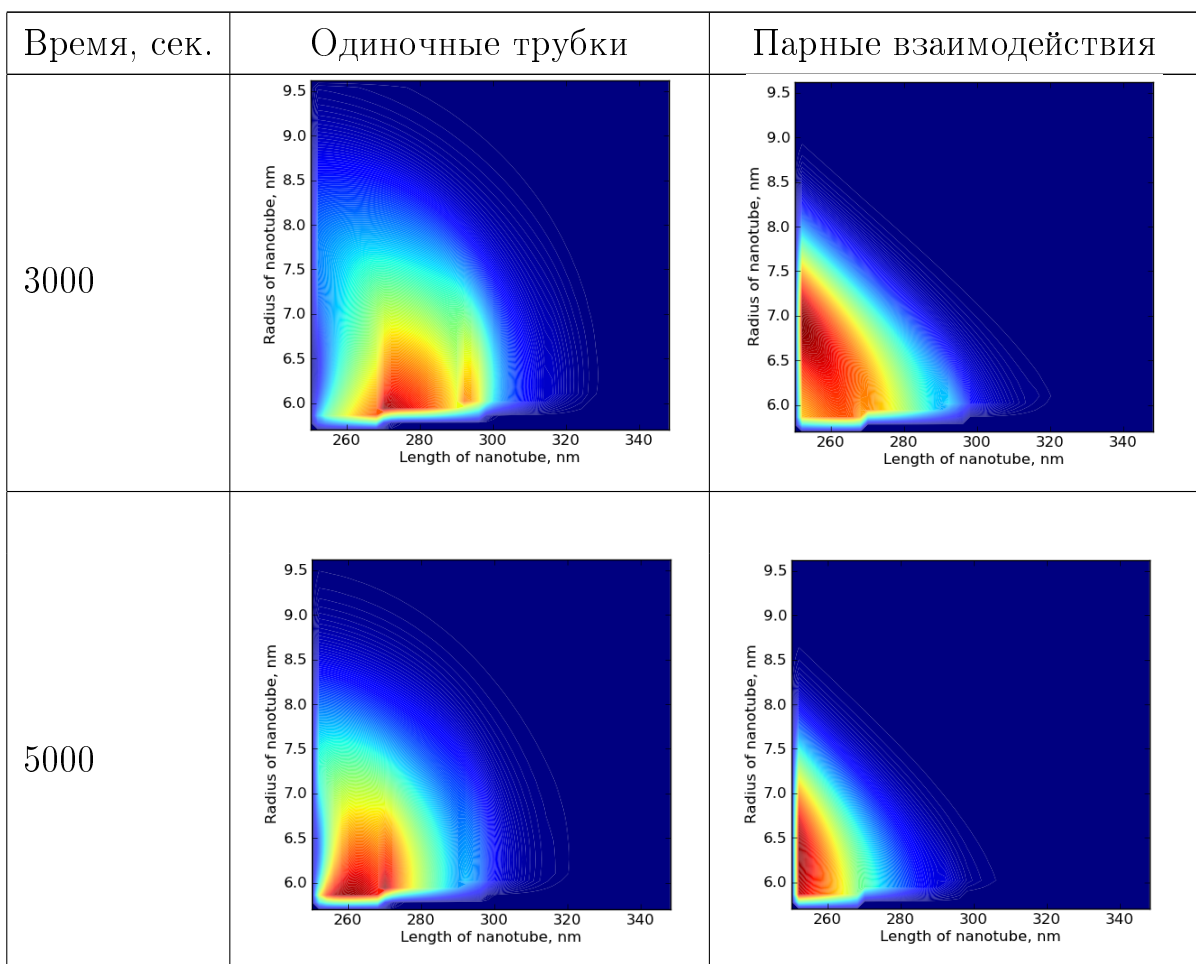 Время, сек.
Одиночные трубки
Парные взаимодействия
3000
9.5
9.0
8.5
8.0
7.5
7.0
6.5
6.0
Radius of nanotube, nm
260 280 300 320 340
Length of nanotube, nm
9.5
9.0
8.5
8.0
7.5
7.0
6.5
6.0
Radius of nanotube, nm
260 280 300 320 340
Length of nanotube, nm
5000
9.5
9.0
8.5
8.0
7.5
7.0
6.5
6.0
Radius of nanotube, nm
260 280 300 320 340
Length of nanotube, nm
9.5
9.0
8.5
8.0
7.5
7.0
6.5
6.0
Radius of nanotube, nm
260 280 300 320 340
Length of nanotube, nm